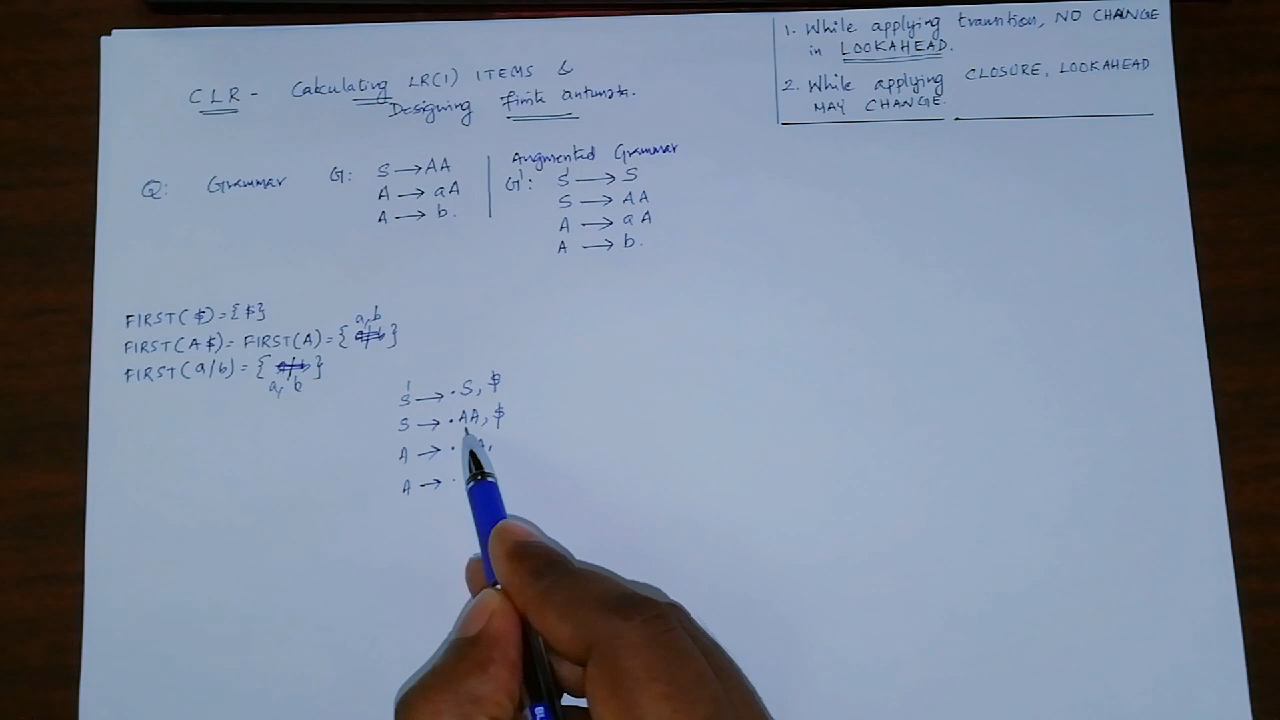 CLR - Calculating LR(1) ITEMS &
Designing finite automata.
1. While applying transition, NO CHANGE
in LOOKAHEAD.
2. While applying CLOSURE, LOOKAHEAD
MAY CHANGE.
Q: Grammar G: S → AA
A → aA
A → b.
Augmented Grammar
G': S' → S
S → AA
A → aA
A → b.
FIRST($) = {$}
FIRST(A$) = FIRST(A) = {a, b}
FIRST(a/b) = {a, b}
S' → .S, $
S → .AA, $
A → .
A → .